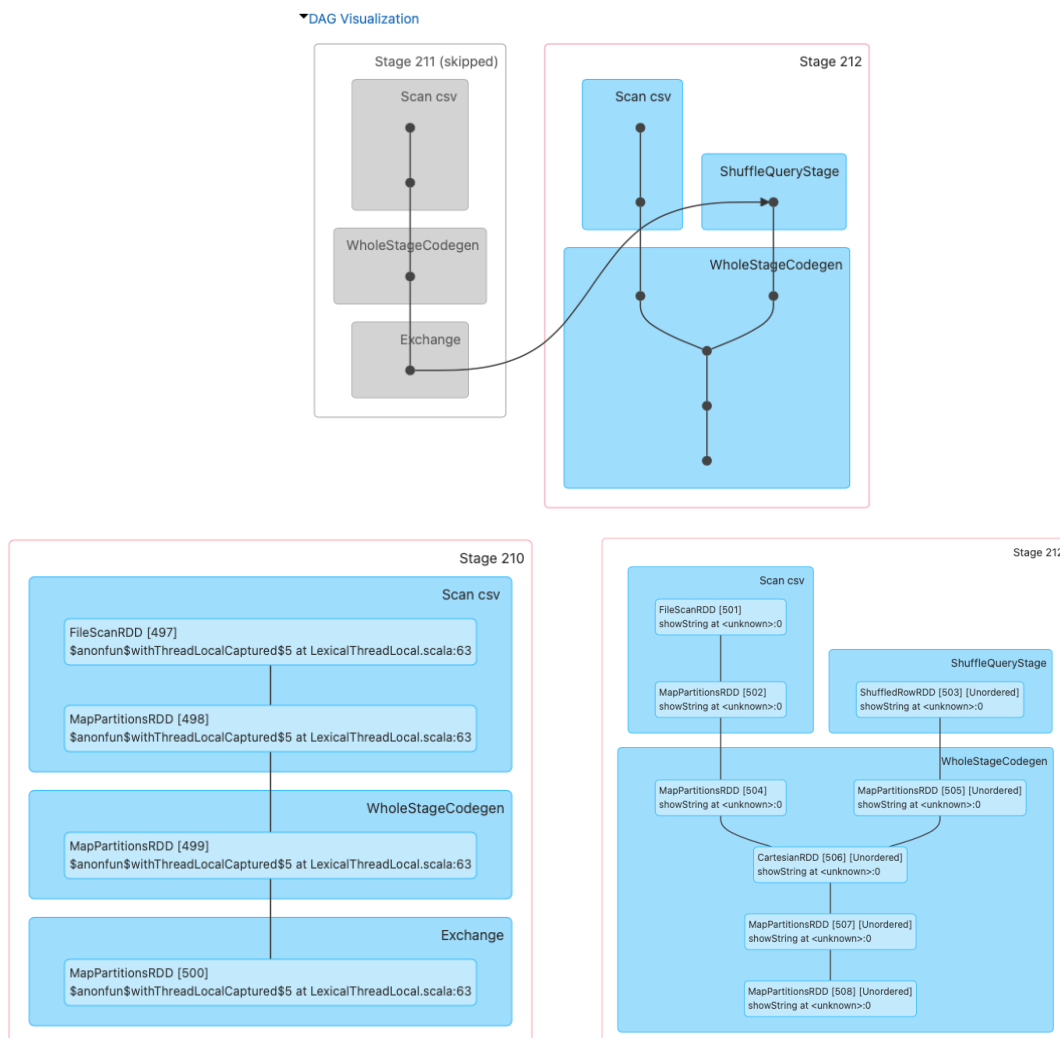 DAG Visualization
Stage 211 (skipped)
Scan csv
WholeStageCodegen
Exchange
Stage 212
Scan csv
ShuffleQueryStage
WholeStageCodegen
Stage 210
Scan csv
FileScanRDD [497]
$anonfun$withThreadLocalCaptured$5 at LexicalThreadLocal.scala:63
MapPartitionsRDD [498]
$anonfun$withThreadLocalCaptured$5 at LexicalThreadLocal.scala:63
WholeStageCodegen
MapPartitionsRDD [499]
$anonfun$withThreadLocalCaptured$5 at LexicalThreadLocal.scala:63
Exchange
MapPartitionsRDD [500]
$anonfun$withThreadLocalCaptured$5 at LexicalThreadLocal.scala:63
Stage 212
Scan csv
FileScanRDD [501]
showString at <unknown>:0
MapPartitionsRDD [502]
showString at <unknown>:0
ShuffleQueryStage
ShuffledRowRDD [503] [Unordered]
showString at <unknown>:0
WholeStageCodegen
MapPartitionsRDD [504]
showString at <unknown>:0
MapPartitionsRDD [505] [Unordered]
showString at <unknown>:0
CartesianRDD [506] [Unordered]
showString at <unknown>:0
MapPartitionsRDD [507] [Unordered]
showString at <unknown>:0
MapPartitionsRDD [508] [Unordered]
showString at <unknown>:0